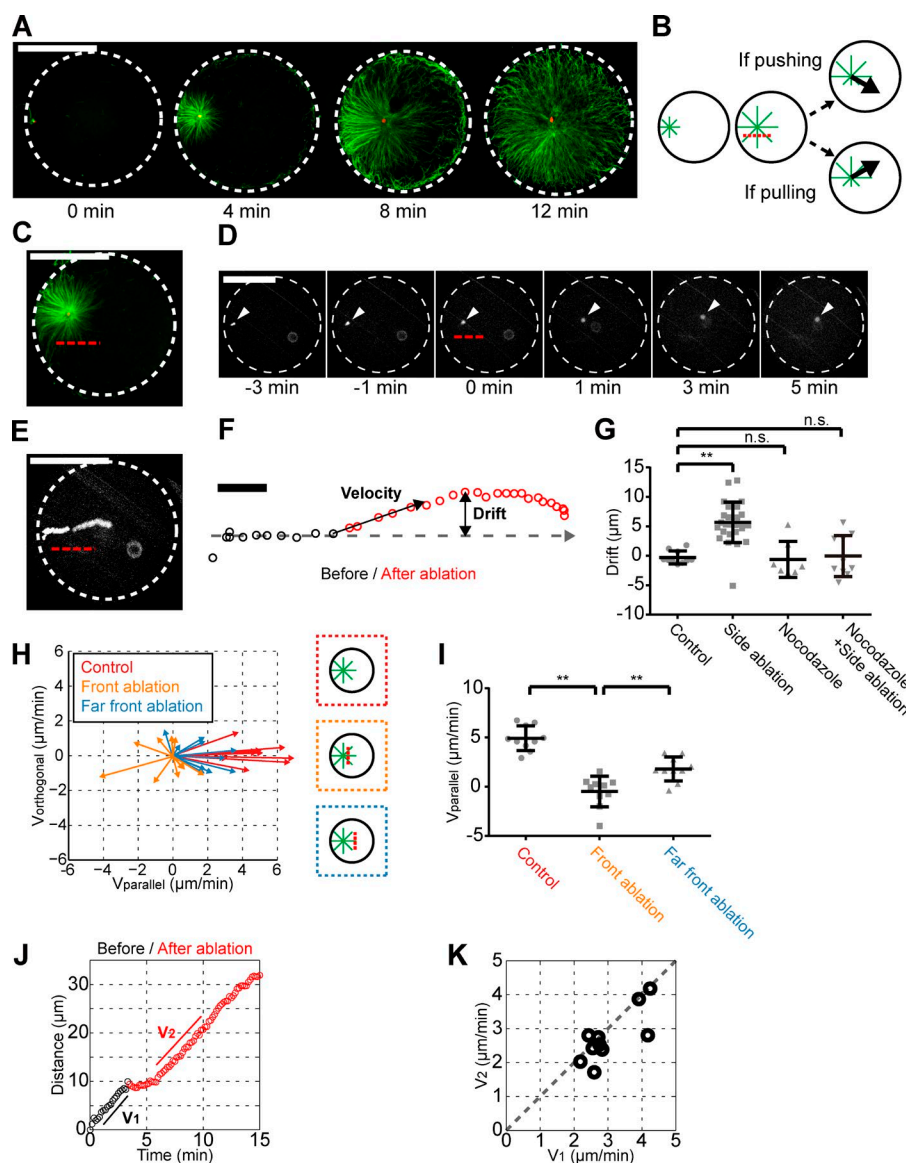 A
0 min
4 min
8 min
12 min
B
If pushing
If pulling
C
D
-3 min
-1 min
0 min
1 min
3 min
5 min
E
F
Velocity
Drift
Before / After ablation
G
n.s.
n.s.
**
Drift (µm)
15
10
5
0
-5
-10
Control
Side ablation
Nocodazole
Nocodazole
+Side ablation
H
Control
Front ablation
Far front ablation
Vorthogonal (µm/min)
6
4
2
0
-2
-4
-6
-6 -4 -2 0 2 4 6
Vparallel (µm/min)
I
** **
Vparallel (µm/min)
10
5
0
-5
Control
Front ablation
Far front ablation
J
Before / After ablation
Distance (µm)
30
20
10
0
V2
V1
0 5 10 15
Time (min)
K
V2 (µm/min)
5
4
3
2
1
0
0 1 2 3 4 5
V1 (µm/min)